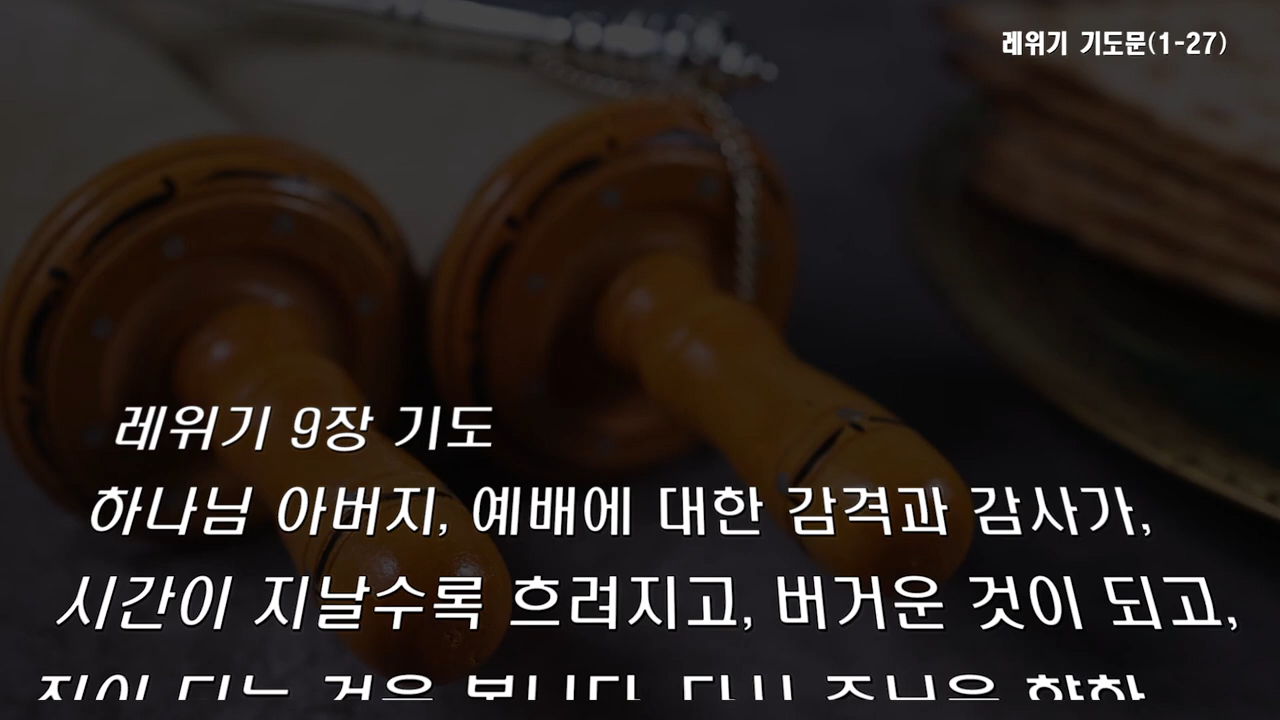 레위기 기도문(1-27)
레위기 9장 기도
하나님 아버지, 예배에 대한 감격과 감사가,
시간이 지날수록 흐려지고, 버거운 것이 되고,
짐이 되는 것을 봅니다. 다시 주님을 향한